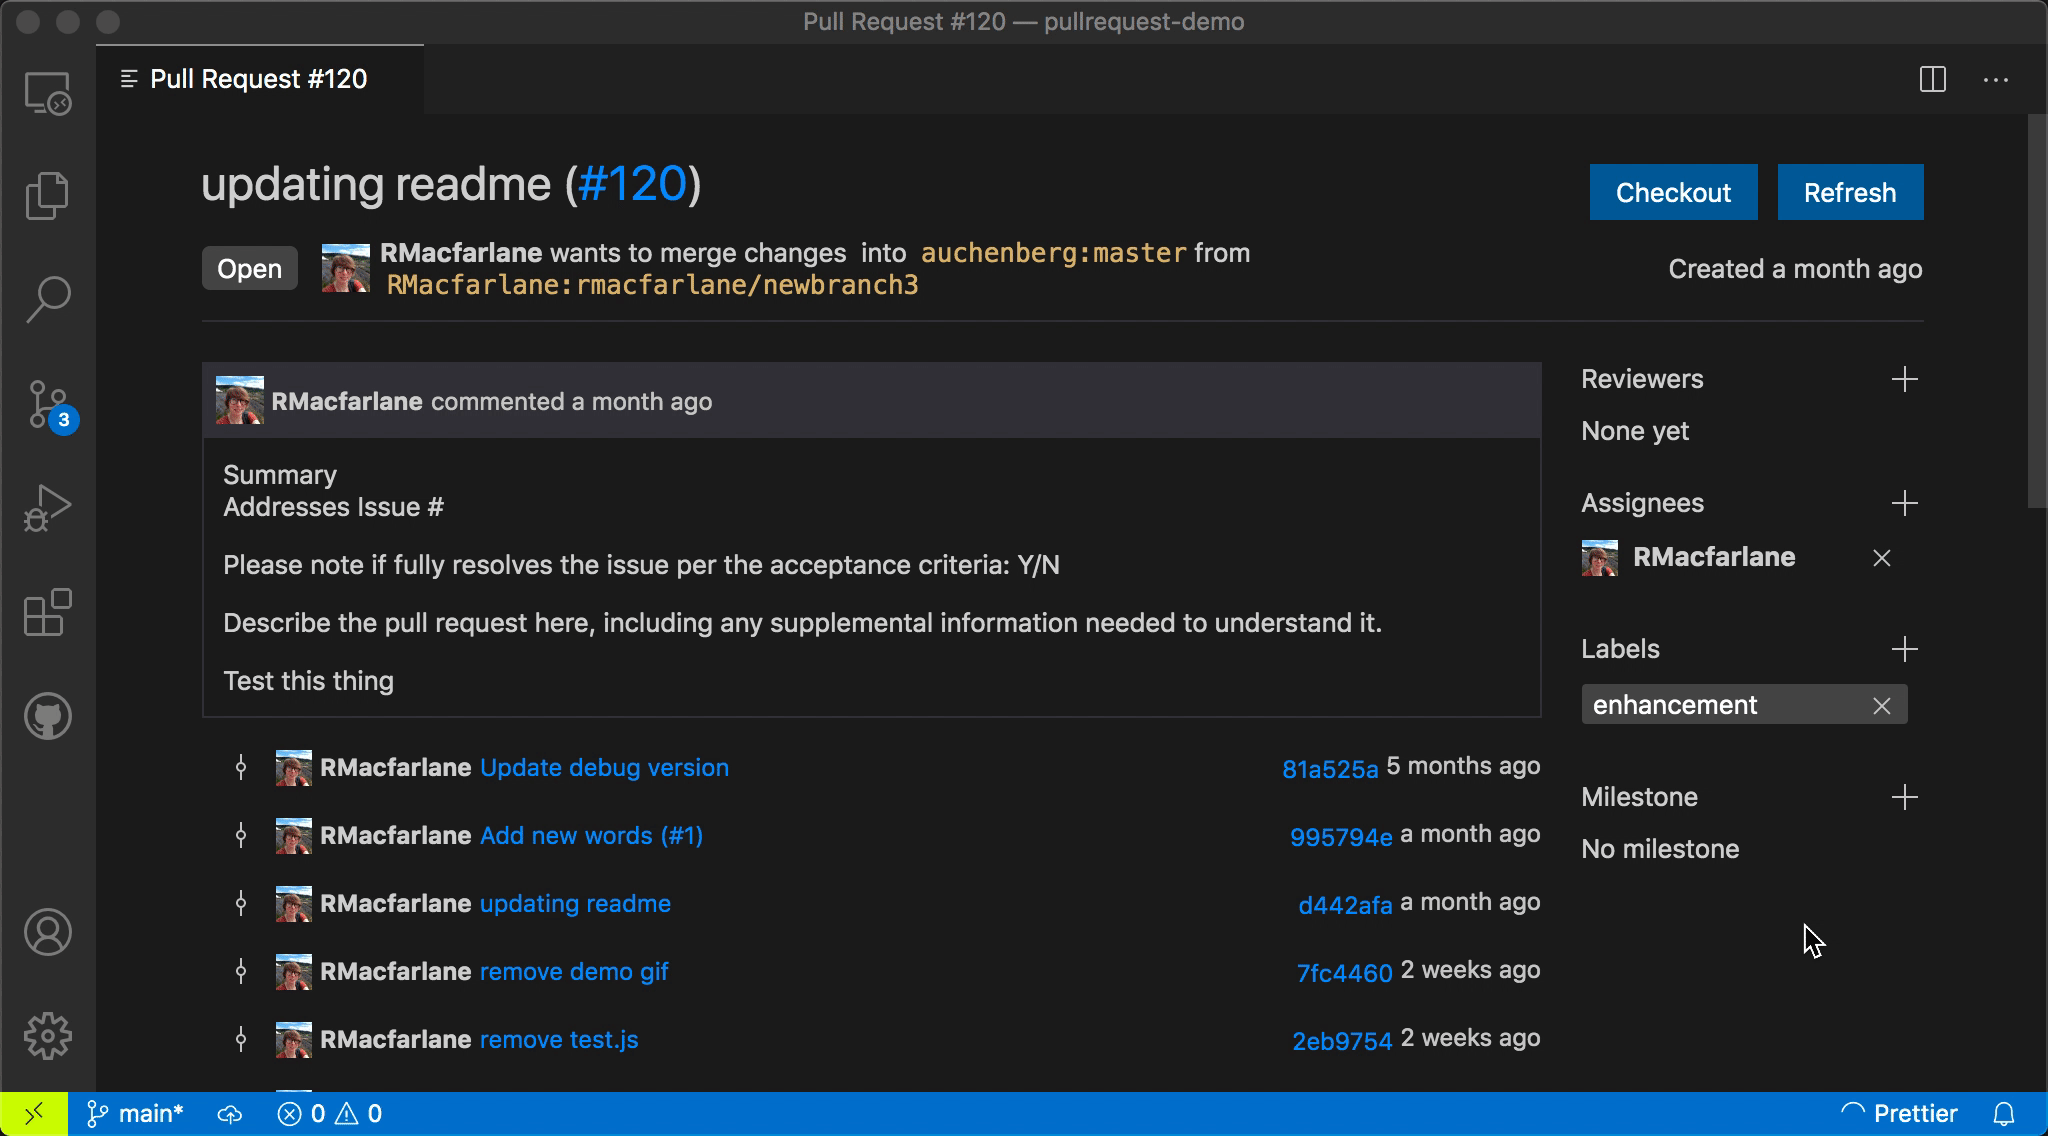 Pull Request #120 — pullrequest-demo
Pull Request #120
updating readme (#120)
Checkout
Refresh
Open
RMacfarlane wants to merge changes into auchenberg:master from
RMacfarlane:rmacfarlane/newbranch3
Created a month ago
RMacfarlane commented a month ago
Summary
Addresses Issue #
Please note if fully resolves the issue per the acceptance criteria: Y/N
Describe the pull request here, including any supplemental information needed to understand it.
Test this thing
RMacfarlane Update debug version 81a525a 5 months ago
RMacfarlane Add new words (#1) 995794e a month ago
RMacfarlane updating readme d442afa a month ago
RMacfarlane remove demo gif 7fc4460 2 weeks ago
RMacfarlane remove test.js 2eb9754 2 weeks ago
Reviewers
None yet
Assignees
RMacfarlane
Labels
enhancement
Milestone
No milestone
3
main* 0 0 Prettier